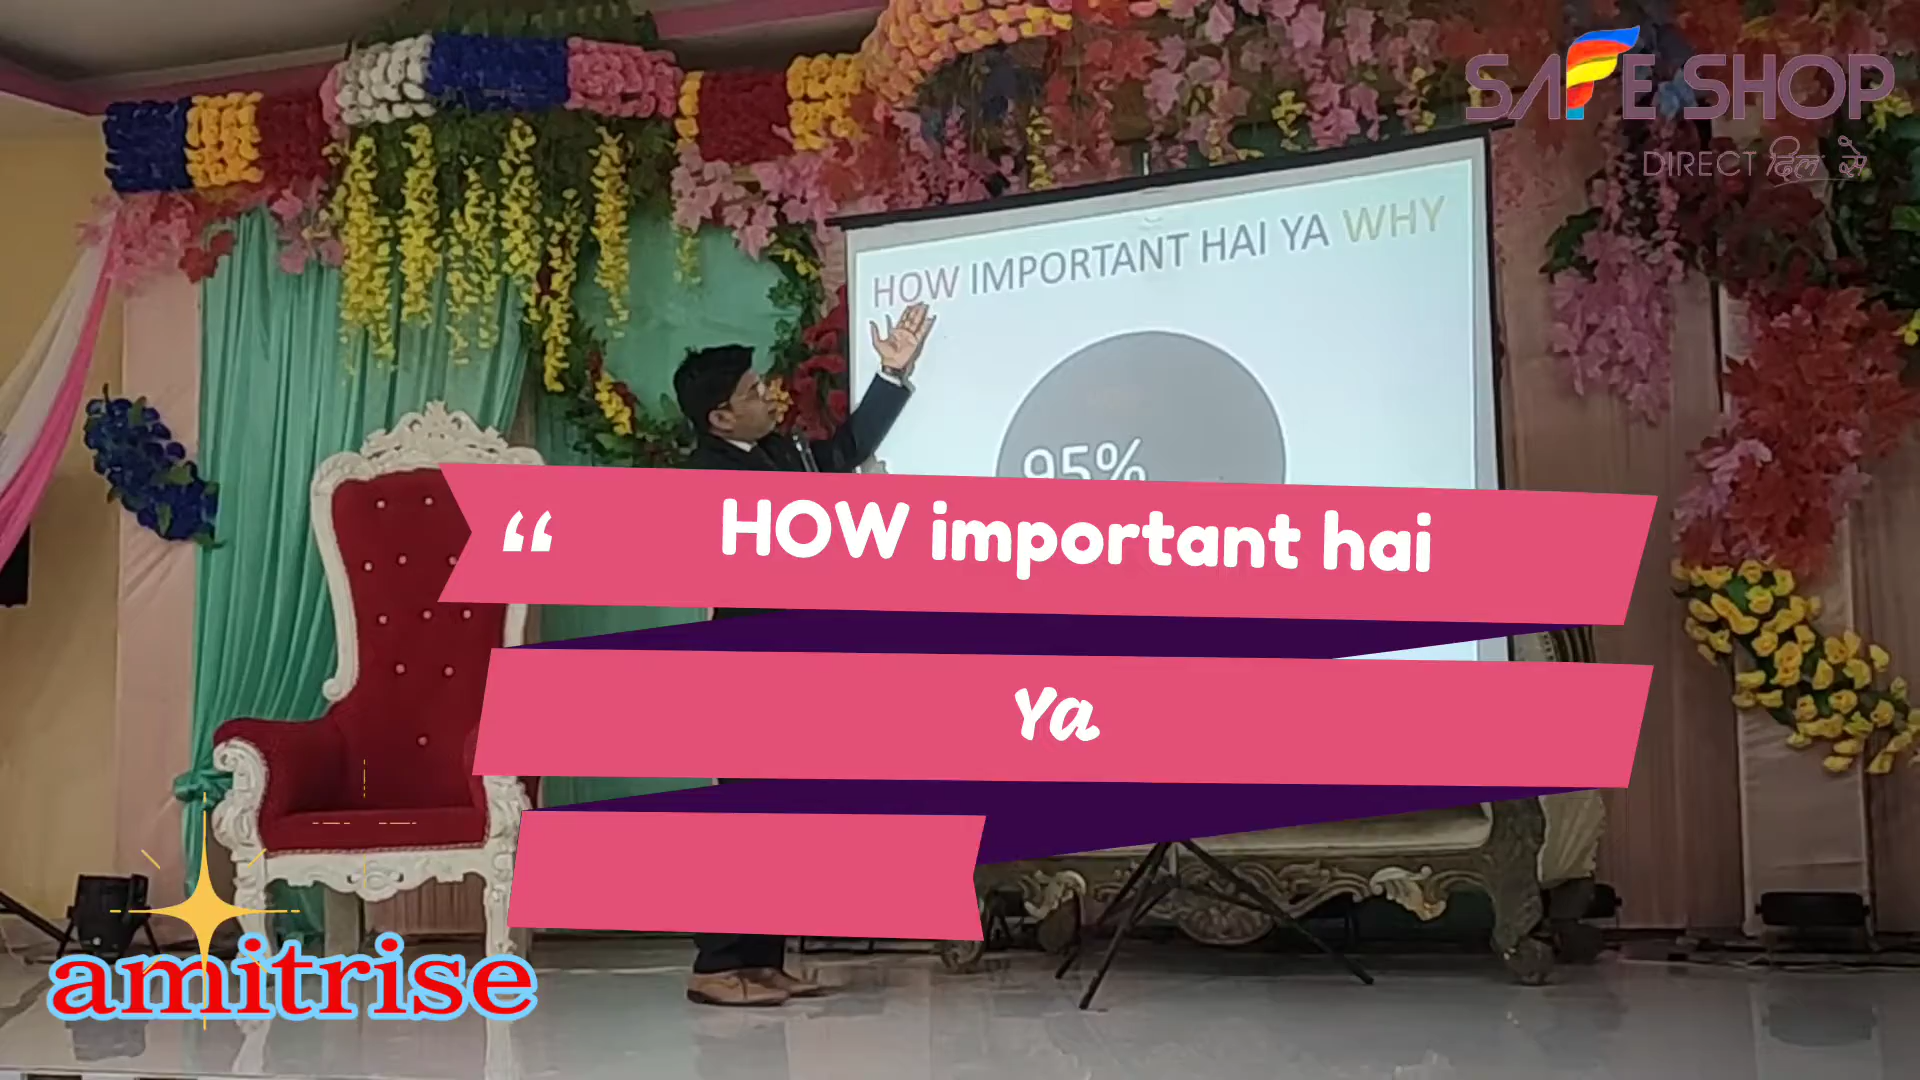 SAFE SHOP
DIRECT दिल से
HOW IMPORTANT HAI YA WHY
95%
“ HOW important hai
Ya
amitrise